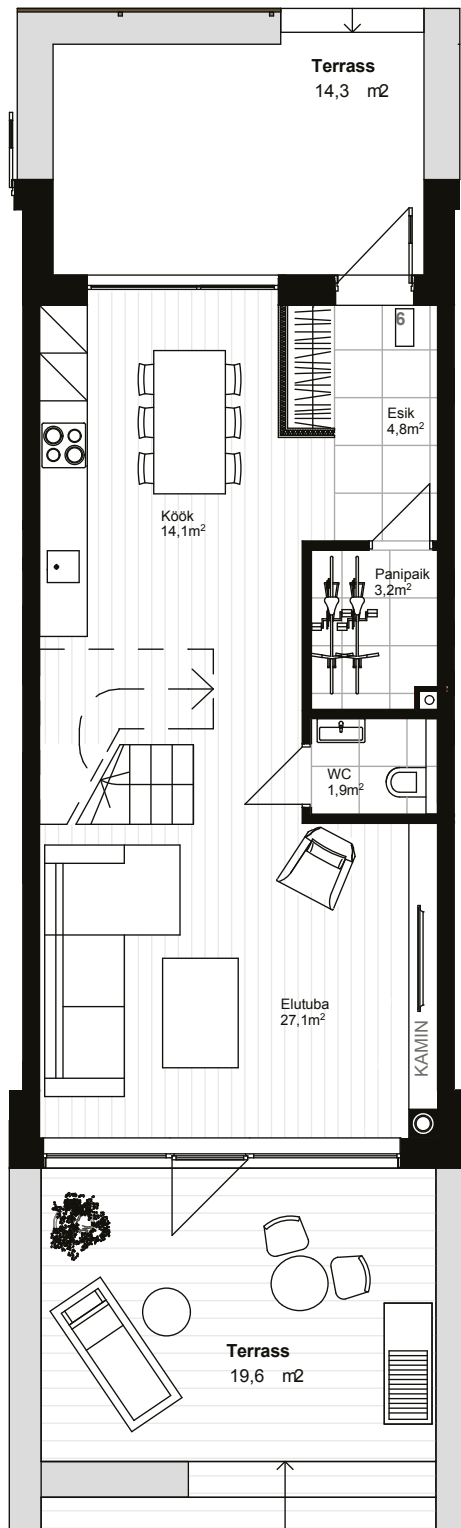 Terrass
14,3 m2
6
Esik
4,8m²
Köök
14,1m²
Panipaik
3,2m²
WC
1,9m²
Elutuba
27,1m²
KAMIN
Terrass
19,6 m2